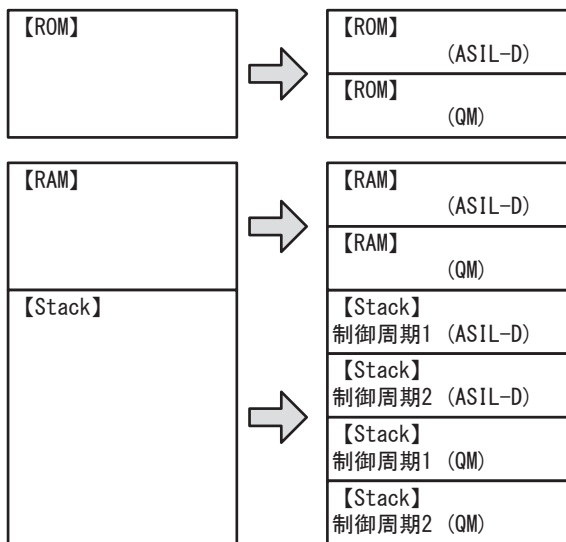 【ROM】
【ROM】
(ASIL-D)
【ROM】
(QM)
【RAM】
【RAM】
(ASIL-D)
【RAM】
(QM)
【Stack】
【Stack】
制御周期1 (ASIL-D)
【Stack】
制御周期2 (ASIL-D)
【Stack】
制御周期1 (QM)
【Stack】
制御周期2 (QM)